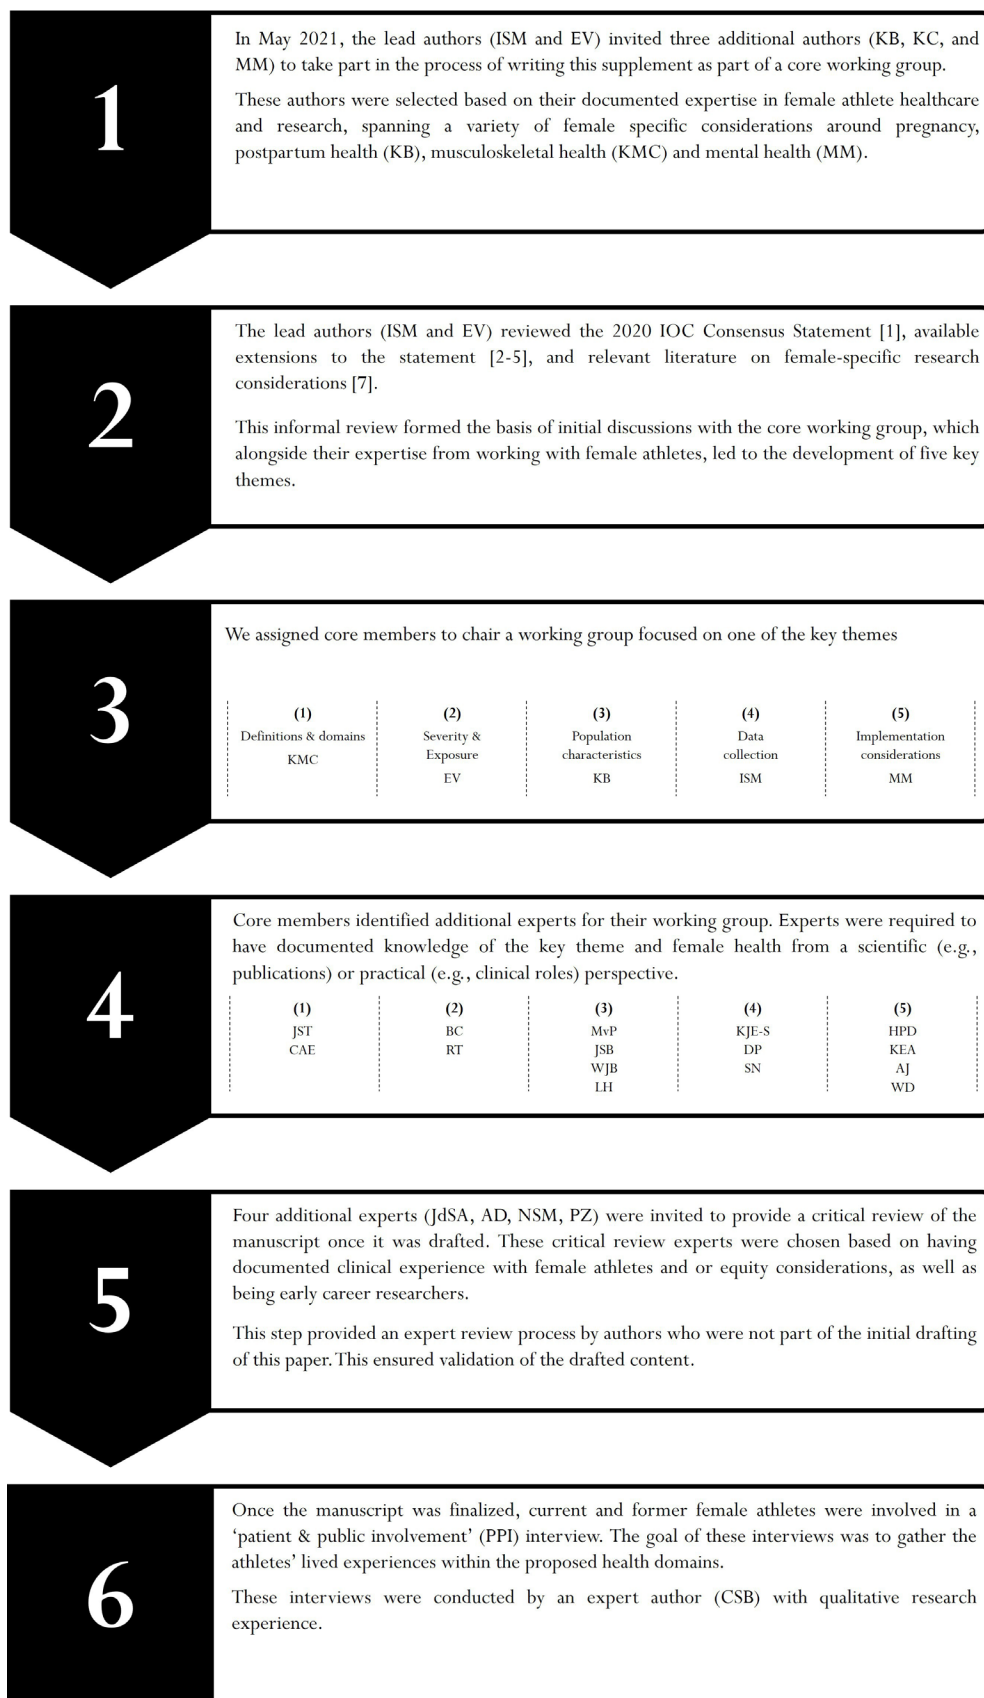 1
In May 2021, the lead authors (ISM and EV) invited three additional authors (KB, KC, and
MM) to take part in the process of writing this supplement as part of a core working group.
These authors were selected based on their documented expertise in female athlete healthcare
and research, spanning a variety of female specific considerations around pregnancy,
postpartum health (KB), musculoskeletal health (KMC) and mental health (MM).
2
The lead authors (ISM and EV) reviewed the 2020 IOC Consensus Statement [1], available
extensions to the statement [2-5], and relevant literature on female-specific research
considerations [7].
This informal review formed the basis of initial discussions with the core working group, which
alongside their expertise from working with female athletes, led to the development of five key
themes.
3
We assigned core members to chair a working group focused on one of the key themes
(1)
Definitions & domains
KMC
(2)
Severity &
Exposure
EV
(3)
Population
characteristics
KB
(4)
Data
collection
ISM
(5)
Implementation
considerations
MM
4
Core members identified additional experts for their working group. Experts were required to
have documented knowledge of the key theme and female health from a scientific (e.g.,
publications) or practical (e.g., clinical roles) perspective.
(1)
JST
CAE
(2)
BC
RT
(3)
MvP
JSB
WJB
LH
(4)
KJE-S
DP
SN
(5)
HPD
KEA
AJ
WD
5
Four additional experts (JdSA, AD, NSM, PZ) were invited to provide a critical review of the
manuscript once it was drafted. These critical review experts were chosen based on having
documented clinical experience with female athletes and or equity considerations, as well as
being early career researchers.
This step provided an expert review process by authors who were not part of the initial drafting
of this paper. This ensured validation of the drafted content.
6
Once the manuscript was finalized, current and former female athletes were involved in a
‘patient & public involvement’ (PPI) interview. The goal of these interviews was to gather the
athletes’ lived experiences within the proposed health domains.
These interviews were conducted by an expert author (CSB) with qualitative research
experience.